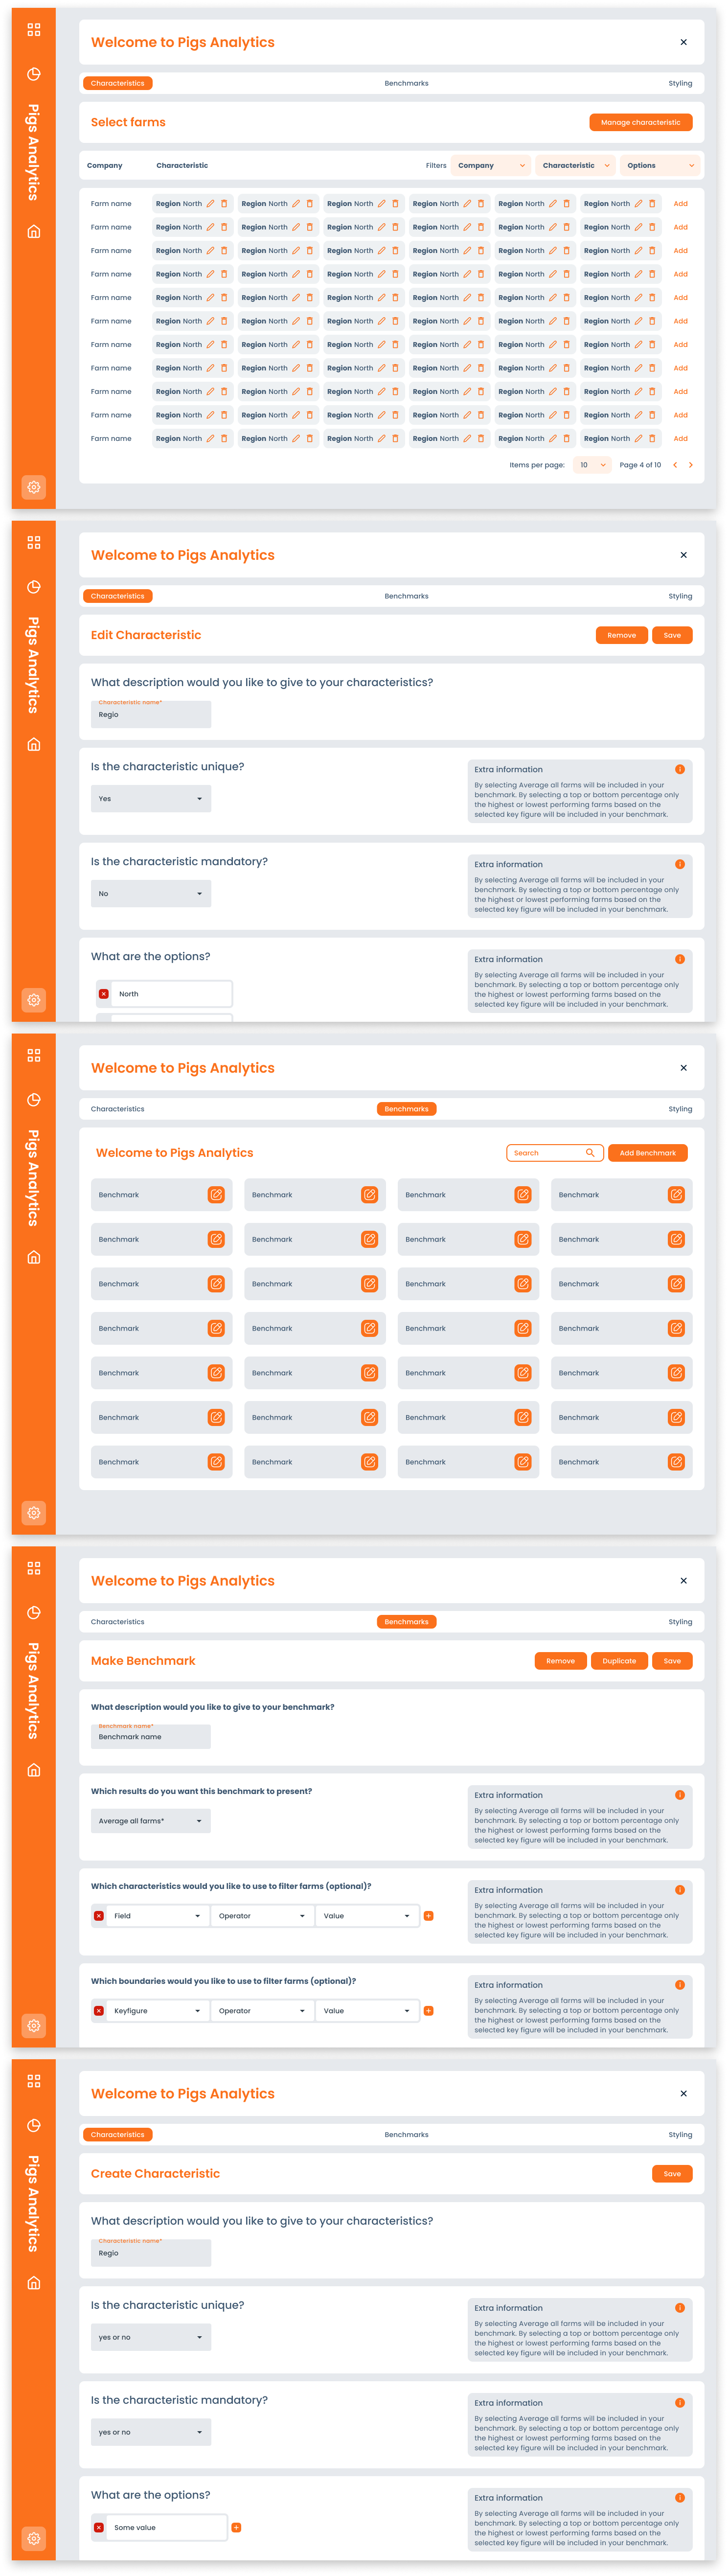 Pigs Analytics
Welcome to Pigs Analytics
Characteristics Benchmarks Styling
Select farms Manage characteristic
Company Characteristic Filters Company Characteristic Options
Farm name Region North Region North Region North Region North Region North Region North Add
Farm name Region North Region North Region North Region North Region North Region North Add
Farm name Region North Region North Region North Region North Region North Region North Add
Farm name Region North Region North Region North Region North Region North Region North Add
Farm name Region North Region North Region North Region North Region North Region North Add
Farm name Region North Region North Region North Region North Region North Region North Add
Farm name Region North Region North Region North Region North Region North Region North Add
Farm name Region North Region North Region North Region North Region North Region North Add
Farm name Region North Region North Region North Region North Region North Region North Add
Farm name Region North Region North Region North Region North Region North Region North Add
Farm name Region North Region North Region North Region North Region North Region North Add
Items per page: 10 Page 4 of 10
Pigs Analytics
Welcome to Pigs Analytics
Characteristics Benchmarks Styling
Edit Characteristic Remove Save
What description would you like to give to your characteristics?
Characteristic name*
Regio
Is the characteristic unique?
Yes
Extra information
By selecting Average all farms will be included in your
benchmark. By selecting a top or bottom percentage only
the highest or lowest performing farms based on the
selected key figure will be included in your benchmark.
Is the characteristic mandatory?
No
Extra information
By selecting Average all farms will be included in your
benchmark. By selecting a top or bottom percentage only
the highest or lowest performing farms based on the
selected key figure will be included in your benchmark.
What are the options?
North
Extra information
By selecting Average all farms will be included in your
benchmark. By selecting a top or bottom percentage only
the highest or lowest performing farms based on the
selected key figure will be included in your benchmark.
Pigs Analytics
Welcome to Pigs Analytics
Characteristics Benchmarks Styling
Welcome to Pigs Analytics Search Add Benchmark
Benchmark Benchmark Benchmark Benchmark
Benchmark Benchmark Benchmark Benchmark
Benchmark Benchmark Benchmark Benchmark
Benchmark Benchmark Benchmark Benchmark
Benchmark Benchmark Benchmark Benchmark
Benchmark Benchmark Benchmark Benchmark
Benchmark Benchmark Benchmark Benchmark
Pigs Analytics
Welcome to Pigs Analytics
Characteristics Benchmarks Styling
Make Benchmark Remove Duplicate Save
What description would you like to give to your benchmark?
Benchmark name*
Benchmark name
Which results do you want this benchmark to present?
Average all farms*
Extra information
By selecting Average all farms will be included in your
benchmark. By selecting a top or bottom percentage only
the highest or lowest performing farms based on the
selected key figure will be included in your benchmark.
Which characteristics would you like to use to filter farms (optional)?
Field Operator Value
Extra information
By selecting Average all farms will be included in your
benchmark. By selecting a top or bottom percentage only
the highest or lowest performing farms based on the
selected key figure will be included in your benchmark.
Which boundaries would you like to use to filter farms (optional)?
Keyfigure Operator Value
Extra information
By selecting Average all farms will be included in your
benchmark. By selecting a top or bottom percentage only
the highest or lowest performing farms based on the
selected key figure will be included in your benchmark.
Pigs Analytics
Welcome to Pigs Analytics
Characteristics Benchmarks Styling
Create Characteristic Save
What description would you like to give to your characteristics?
Characteristic name*
Regio
Is the characteristic unique?
yes or no
Extra information
By selecting Average all farms will be included in your
benchmark. By selecting a top or bottom percentage only
the highest or lowest performing farms based on the
selected key figure will be included in your benchmark.
Is the characteristic mandatory?
yes or no
Extra information
By selecting Average all farms will be included in your
benchmark. By selecting a top or bottom percentage only
the highest or lowest performing farms based on the
selected key figure will be included in your benchmark.
What are the options?
Some value
Extra information
By selecting Average all farms will be included in your
benchmark. By selecting a top or bottom percentage only
the highest or lowest performing farms based on the
selected key figure will be included in your benchmark.